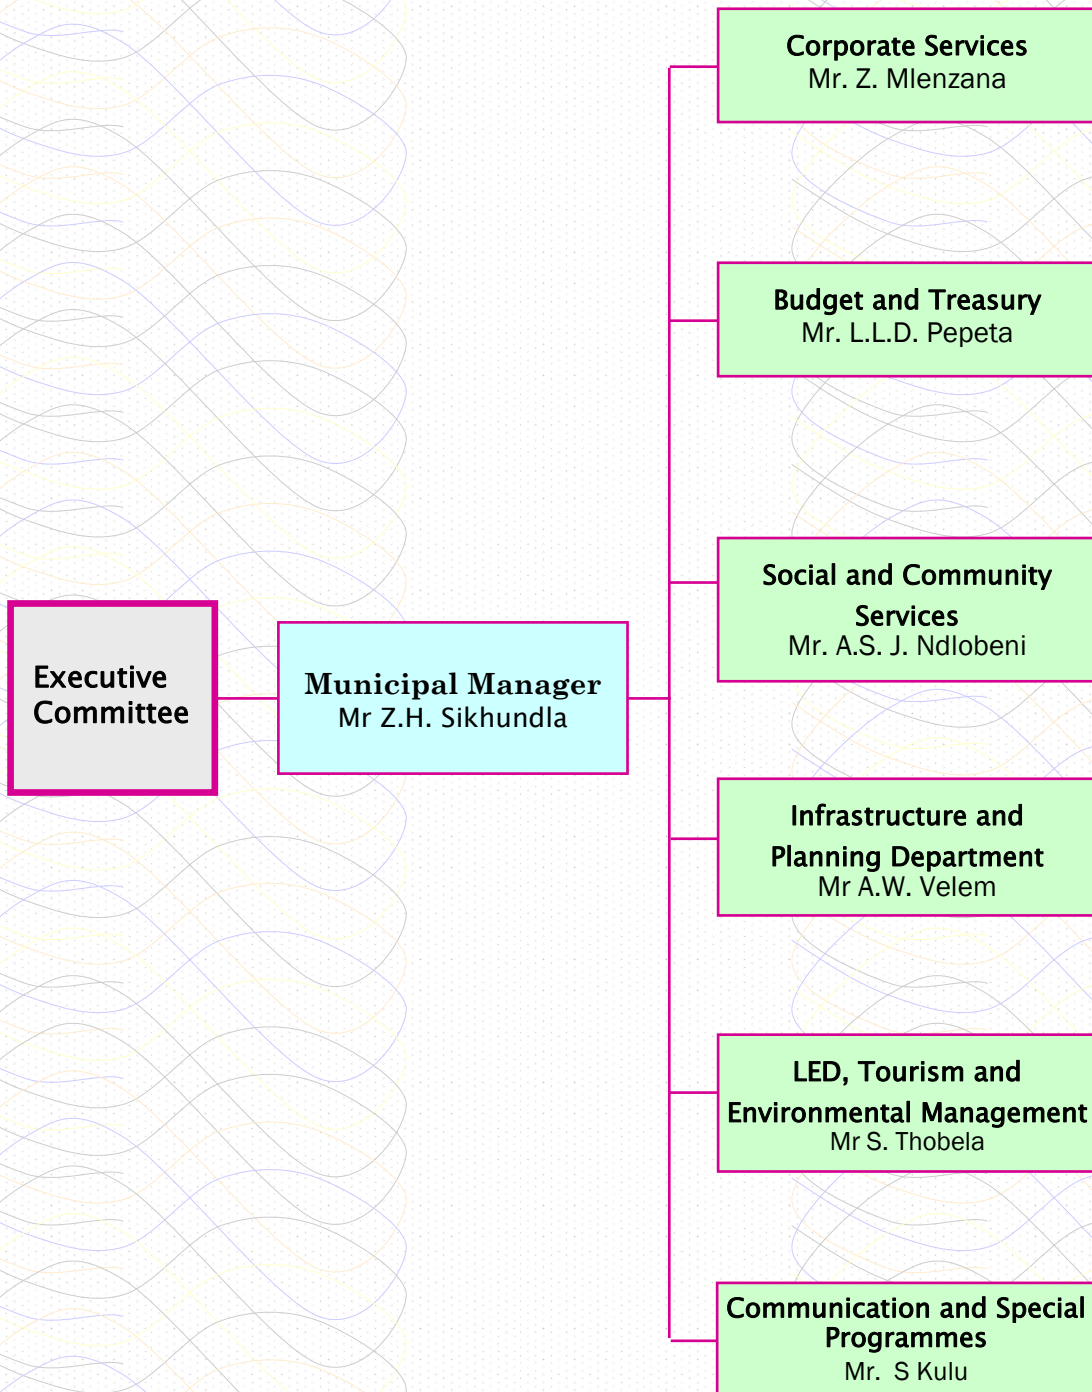 Executive
Committee
Municipal Manager
Mr Z.H. Sikhundla
Corporate Services
Mr. Z. Mlenzana
Budget and Treasury
Mr. L.L.D. Pepeta
Social and Community
Services
Mr. A.S. J. Ndlobeni
Infrastructure and
Planning Department
Mr A.W. Velem
LED, Tourism and
Environmental Management
Mr S. Thobela
Communication and Special
Programmes
Mr.  S Kulu